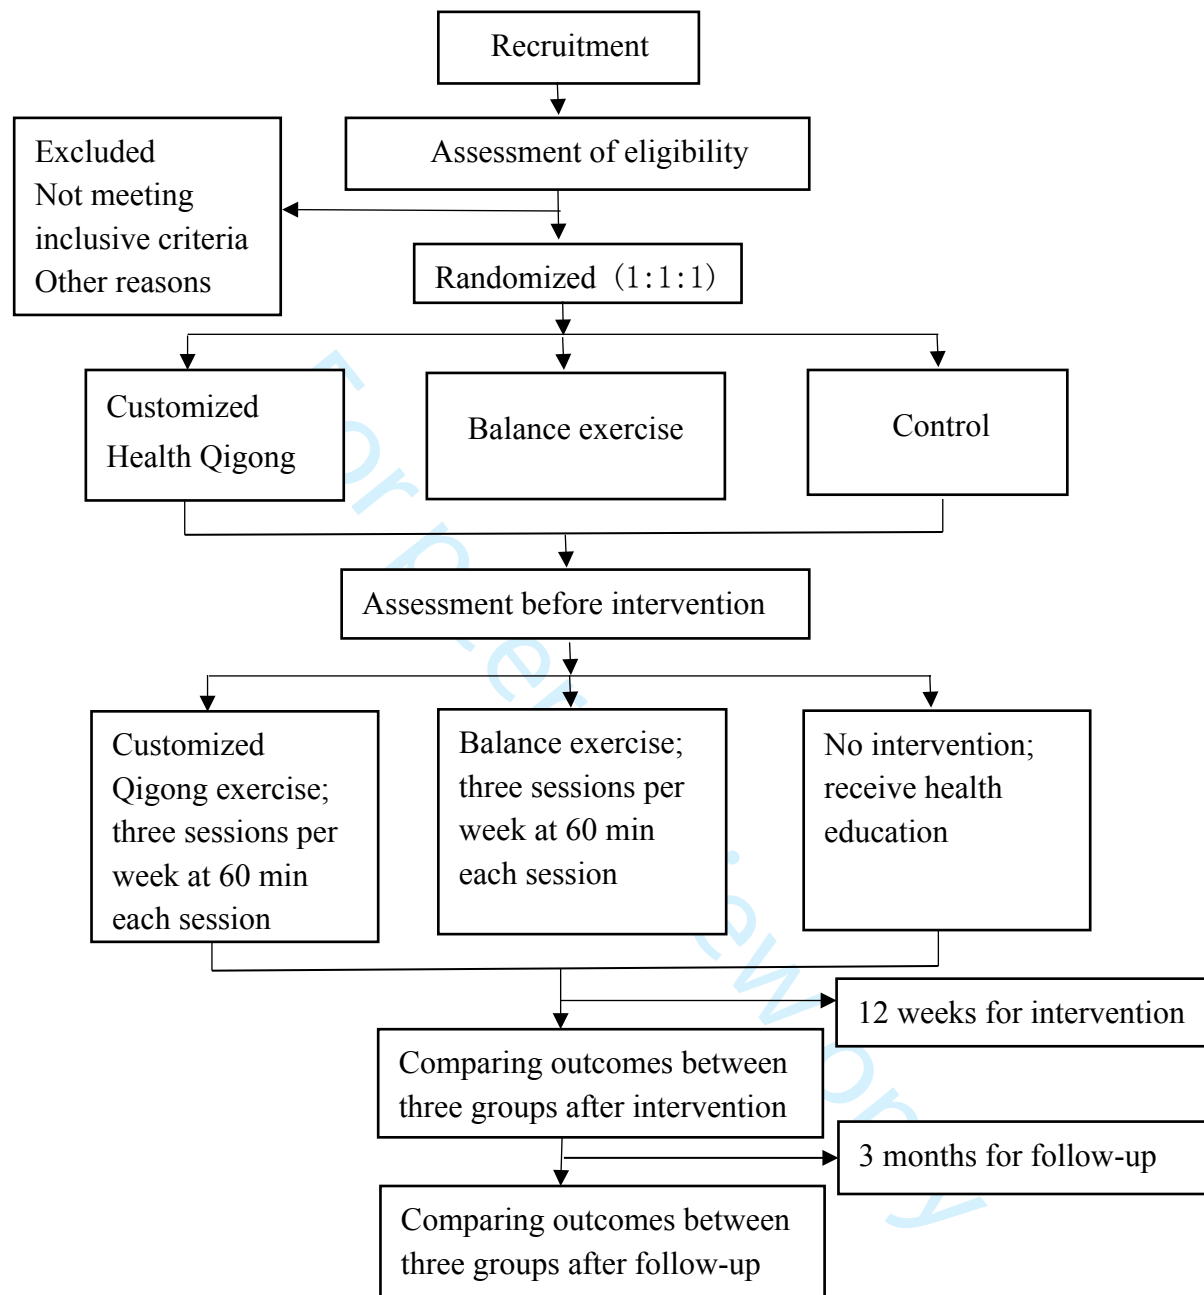 Recruitment
Assessment of eligibility
Excluded
Not meeting
inclusive criteria
Other reasons
Randomized（1:1:1）
Customized
Health Qigong
Balance exercise
Control
Assessment before intervention
Customized
Qigong exercise;
three sessions per
week at 60 min
each session
Balance exercise;
three sessions per
week at 60 min
each session
No intervention;
receive health
education
12 weeks for intervention
Comparing outcomes between
three groups after intervention
3 months for follow-up
Comparing outcomes between
three groups after follow-up
For peer review only